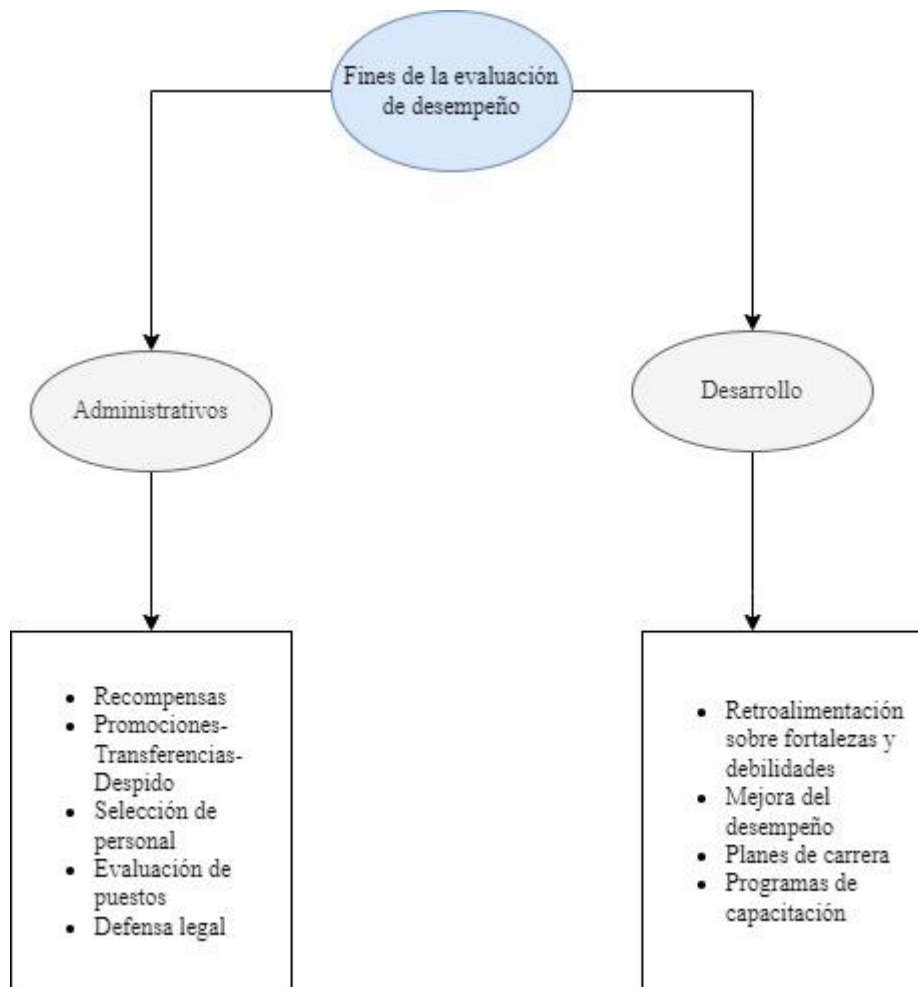 Fines de la evaluación
de desempeño
Administrativos
Desarrollo
• Recompensas
• Promociones-
Transferencias-
Despido
• Selección de
personal
• Evaluación de
puestos
• Defensa legal
• Retroalimentación
sobre fortalezas y
debilidades
• Mejora del
desempeño
• Planes de carrera
• Programas de
capacitación